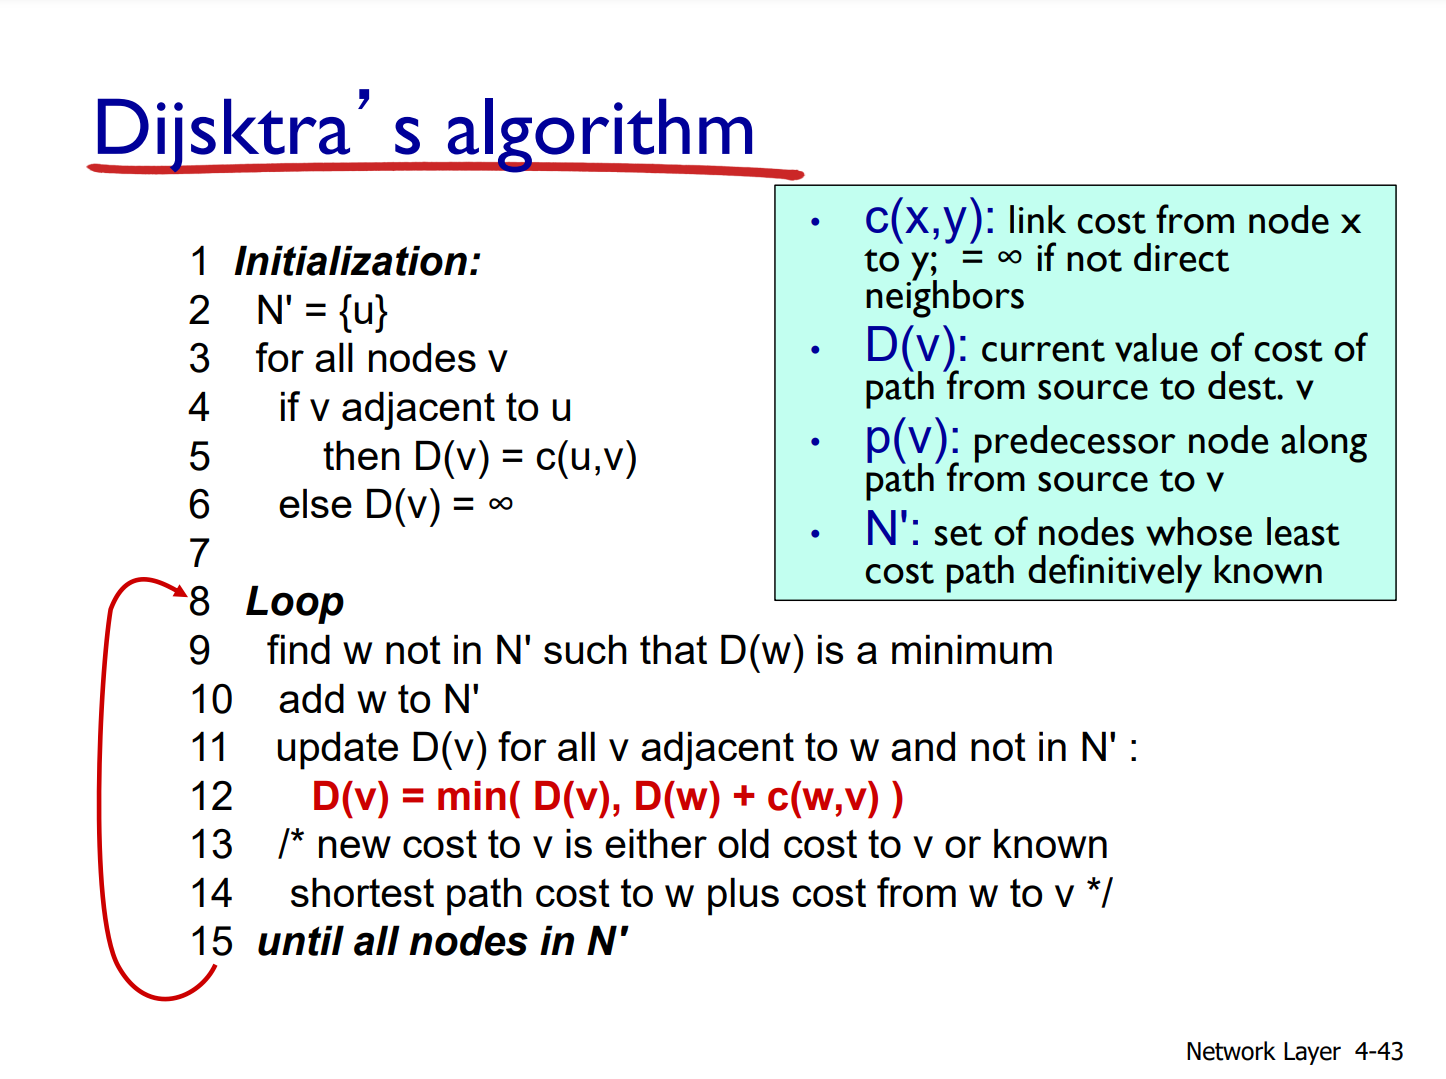 Dijsktra’s algorithm
1 Initialization:
2 N' = {u}
3 for all nodes v
4 if v adjacent to u
5 then D(v) = c(u,v)
6 else D(v) = ∞
7
8 Loop
9 find w not in N' such that D(w) is a minimum
10 add w to N'
11 update D(v) for all v adjacent to w and not in N' :
12 D(v) = min( D(v), D(w) + c(w,v) )
13 /* new cost to v is either old cost to v or known
14 shortest path cost to w plus cost from w to v */
15 until all nodes in N'
• c(x,y): link cost from node x
to y; = ∞ if not direct
neighbors
• D(v): current value of cost of
path from source to dest. v
• p(v): predecessor node along
path from source to v
• N': set of nodes whose least
cost path definitively known
Network Layer 4-43